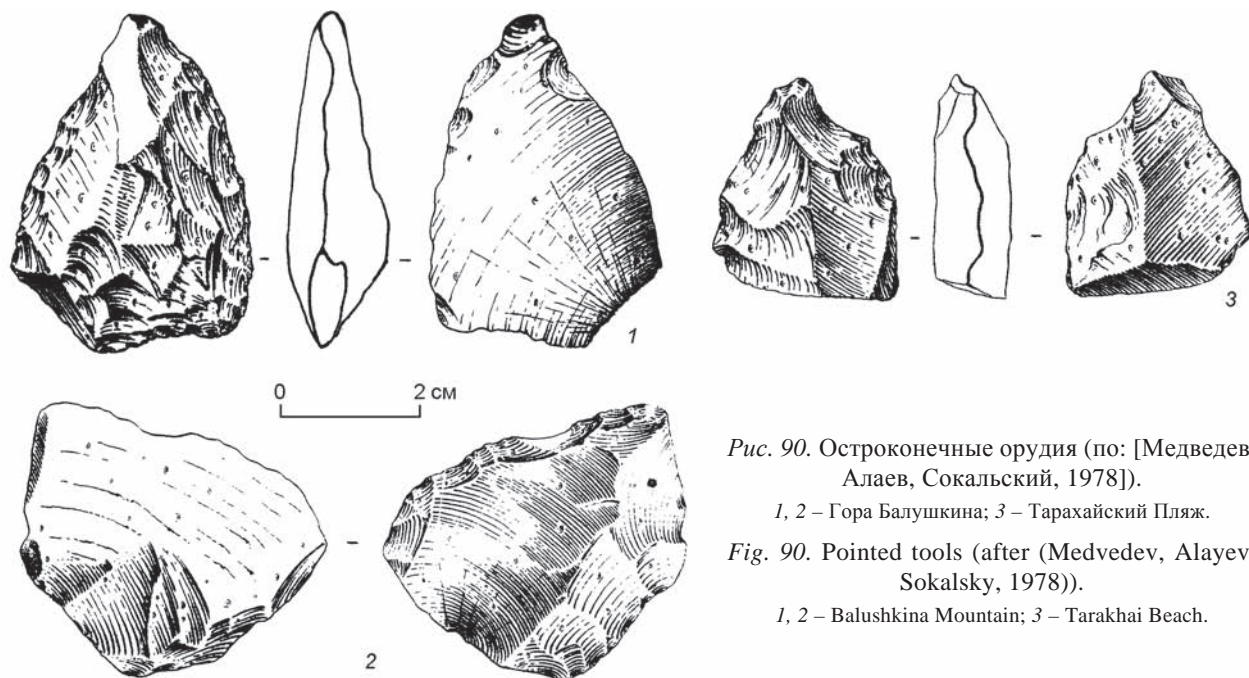 1
3
0 2 см
2
Рис. 90. Остроконечные орудия (по: [Медведев
Алаев, Сокальский, 1978]).
1, 2 – Гора Балушкина; 3 – Тарахайский Пляж.
Fig. 90. Pointed tools (after (Medvedev, Alayev
Sokalsky, 1978)).
1, 2 – Balushkina Mountain; 3 – Tarakhai Beach.